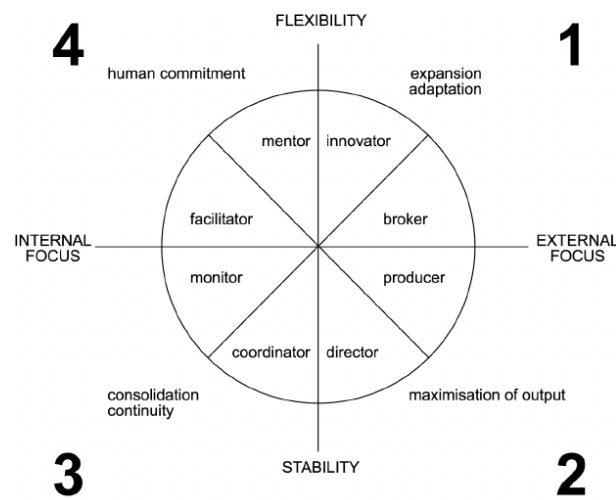 FLEXIBILITY
4
1
human commitment
expansion
adaptation
mentor
innovator
facilitator
broker
INTERNAL
FOCUS
EXTERNAL
FOCUS
monitor
producer
coordinator
director
consolidation
continuity
maximisation of output
3
STABILITY
2